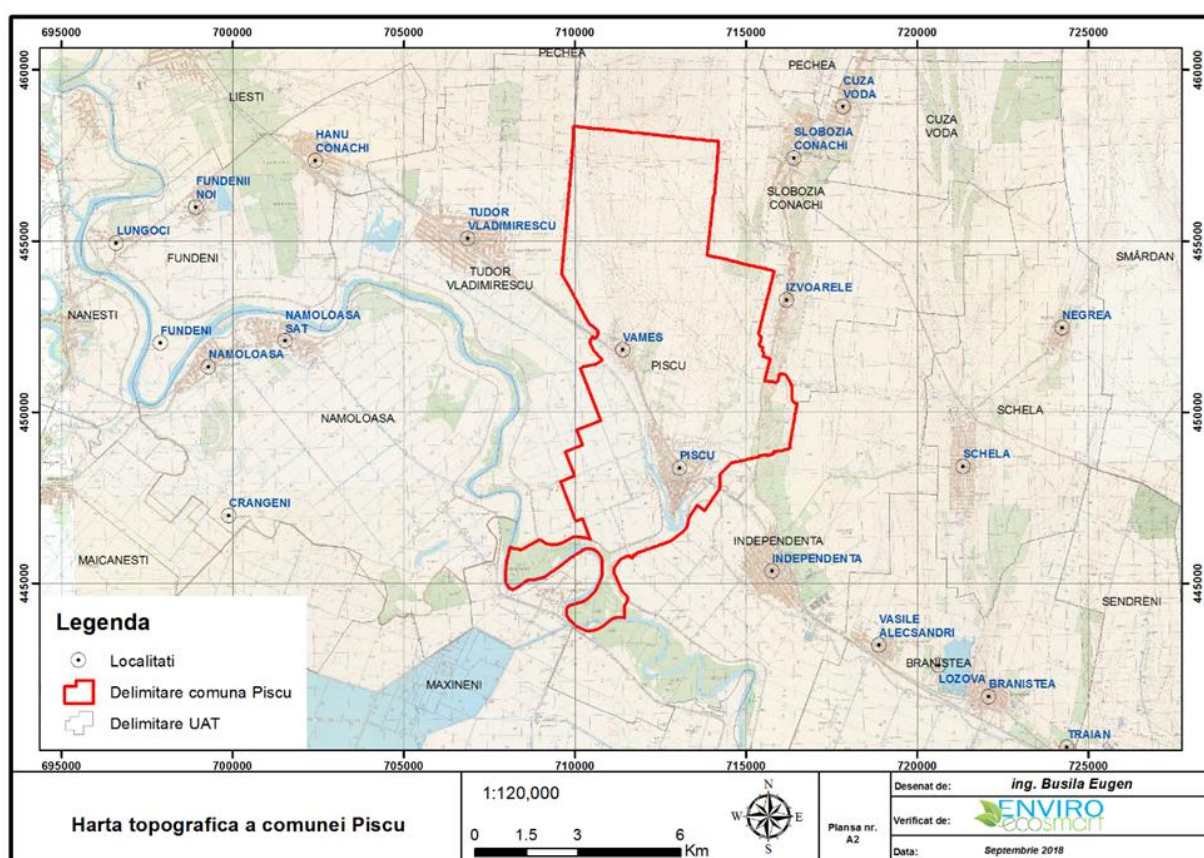 695000 700000 705000 710000 715000 720000 725000
460000 460000
455000 455000
450000 450000
445000 445000
PECHEA
PECHEA
CUZA
VODA
LIESTI
CUZA
VODA
HANU
CONACHI
SLOBOZIA
CONACHI
FUNDENII
NOI
SLOBOZIA
CONACHI
LUNGOCI
TUDOR
VLADIMIRESCU
FUNDENI
SMÂRDAN
TUDOR
VLADIMIRESCU
IZVOARELE
NANESTI
NAMOLOASA
SAT
NEGREA
FUNDENI
VAMES
NAMOLOASA
PISCU
NAMOLOASA
SCHELA
PISCU
SCHELA
CRANGENI
MAICANESTI
INDEPENDENTA
INDEPENDENTA
SENDRENI
VASILE
ALECSANDRI
BRANISTEA
MAXINENI
LOZOVA
BRANISTEA
TRAIAN
Legenda
Localitati
Delimitare comuna Piscu
Delimitare UAT
695000 700000 705000 710000 715000 720000 725000
Harta topografica a comunei Piscu
1:120,000
0 1.5 3 6
Km
N
W E
S
Plansa nr.
A2
Desenat de: ing. Busila Eugen
Verificat de: ENVIRO
ecosmart
Data: Septembrie 2018